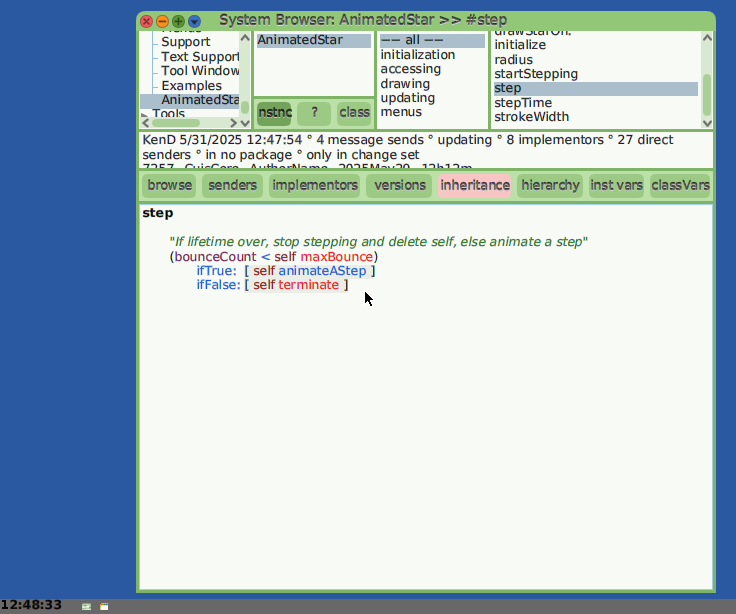 System Browser: AnimatedStar >> #step
Support
Text Support
Tool Window
Examples
AnimatedSta
Tools
AnimatedStar
nstnc
?
class
-- all --
initialization
accessing
drawing
updating
menus
drawStarOn:
initialize
radius
startStepping
step
stepTime
strokeWidth
KenD 5/31/2025 12:47:54 ° 4 message sends ° updating ° 8 implementors ° 27 direct
senders ° in no package ° only in change set
browse
senders
implementors
versions
inheritance
hierarchy
inst vars
classVars
step
"If lifetime over, stop stepping and delete self, else animate a step"
(bounceCount < self maxBounce)
ifTrue: [ self animateAStep ]
ifFalse: [ self terminate ]
12:48:33